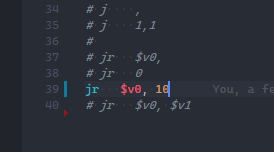 34 # j ,
35 # j 1,1
36 #
37 # jr $v0,
38 # jr 0
39 jr $v0, 10 You, a fe
40 # jr $v0, $v1